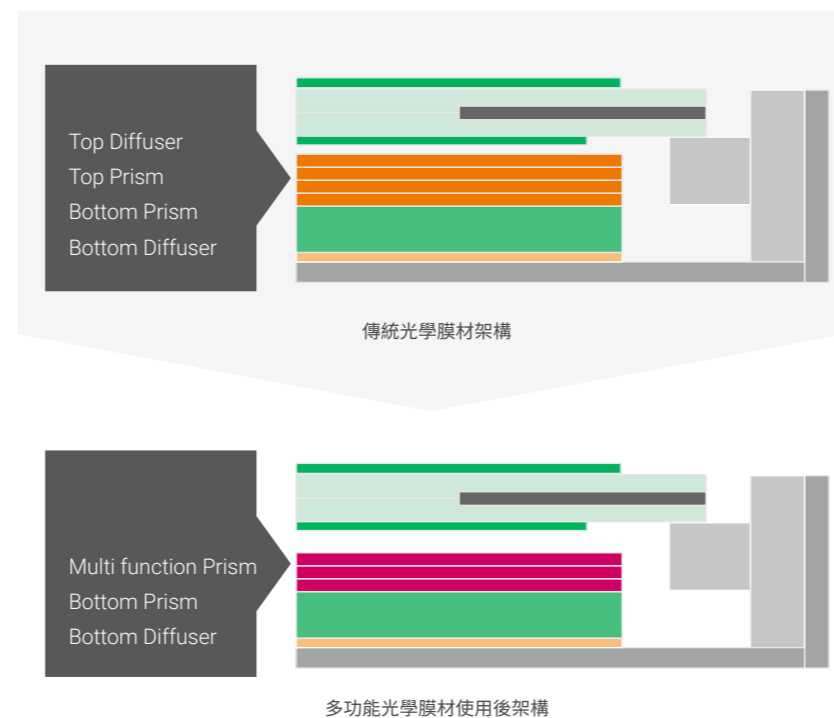 Top Diffuser
Top Prism
Bottom Prism
Bottom Diffuser
傳統光學膜材架構
Multi function Prism
Bottom Prism
Bottom Diffuser
多功能光學膜材使用後架構